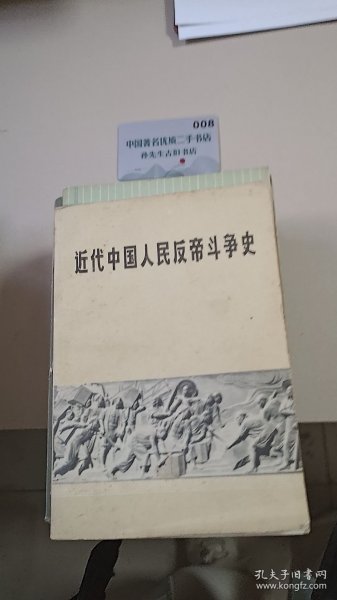 008
中国著名优质二手书店
孙先生古旧书店
近代中国人民反帝斗争史
孔夫子旧书网
www.kongfz.com